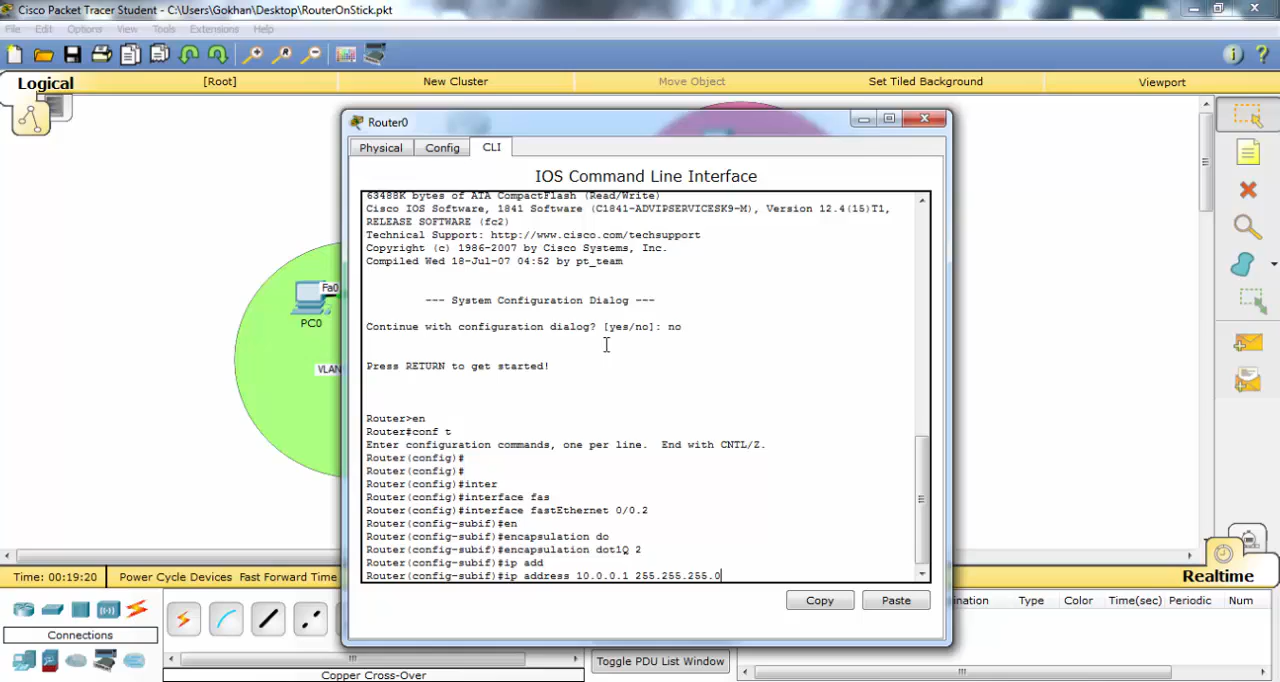 Cisco Packet Tracer Student - C:\Users\Gokhan\Desktop\RouterOnStick.pkt
File Edit Options View Tools Extensions Help
Logical
[Root]
New Cluster
Move Object
Set Tiled Background
Viewport
Router0
Physical
Config
CLI
IOS Command Line Interface
63488K bytes of ATA CompactFlash (Read/Write)
Cisco IOS Software, 1841 Software (C1841-ADVIPSERVICESK9-M), Version 12.4(15)T1,
RELEASE SOFTWARE (fc2)
Technical Support: http://www.cisco.com/techsupport
Copyright (c) 1986-2007 by Cisco Systems, Inc.
Compiled Wed 18-Jul-07 04:52 by pt_team
--- System Configuration Dialog ---
Continue with configuration dialog? [yes/no]: no
Press RETURN to get started!
Router>en
Router#conf t
Enter configuration commands, one per line.  End with CNTL/Z.
Router(config)#
Router(config)#
Router(config)#inter
Router(config)#interface fas
Router(config)#interface fastEthernet 0/0.2
Router(config-subif)#en
Router(config-subif)#encapsulation do
Router(config-subif)#encapsulation dot1Q 2
Router(config-subif)#ip add
Router(config-subif)#ip address 10.0.0.1 255.255.255.0
Copy
Paste
Fa0
PC0
VLAN
Time: 00:19:20
Power Cycle Devices
Fast Forward Time
Realtime
Connections
Copper Cross-Over
Toggle PDU List Window
Type
Color
Time(sec)
Periodic
Num